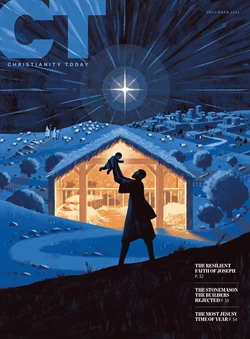 CT
CHRISTIANITY TODAY
DECEMBER 2021
THE RESILIENT
FAITH OF JOSEPH
P. 32
THE STONEMASON
THE BUILDERS
REJECTED P. 38
THE MOST JESUSY
TIME OF YEAR P. 54